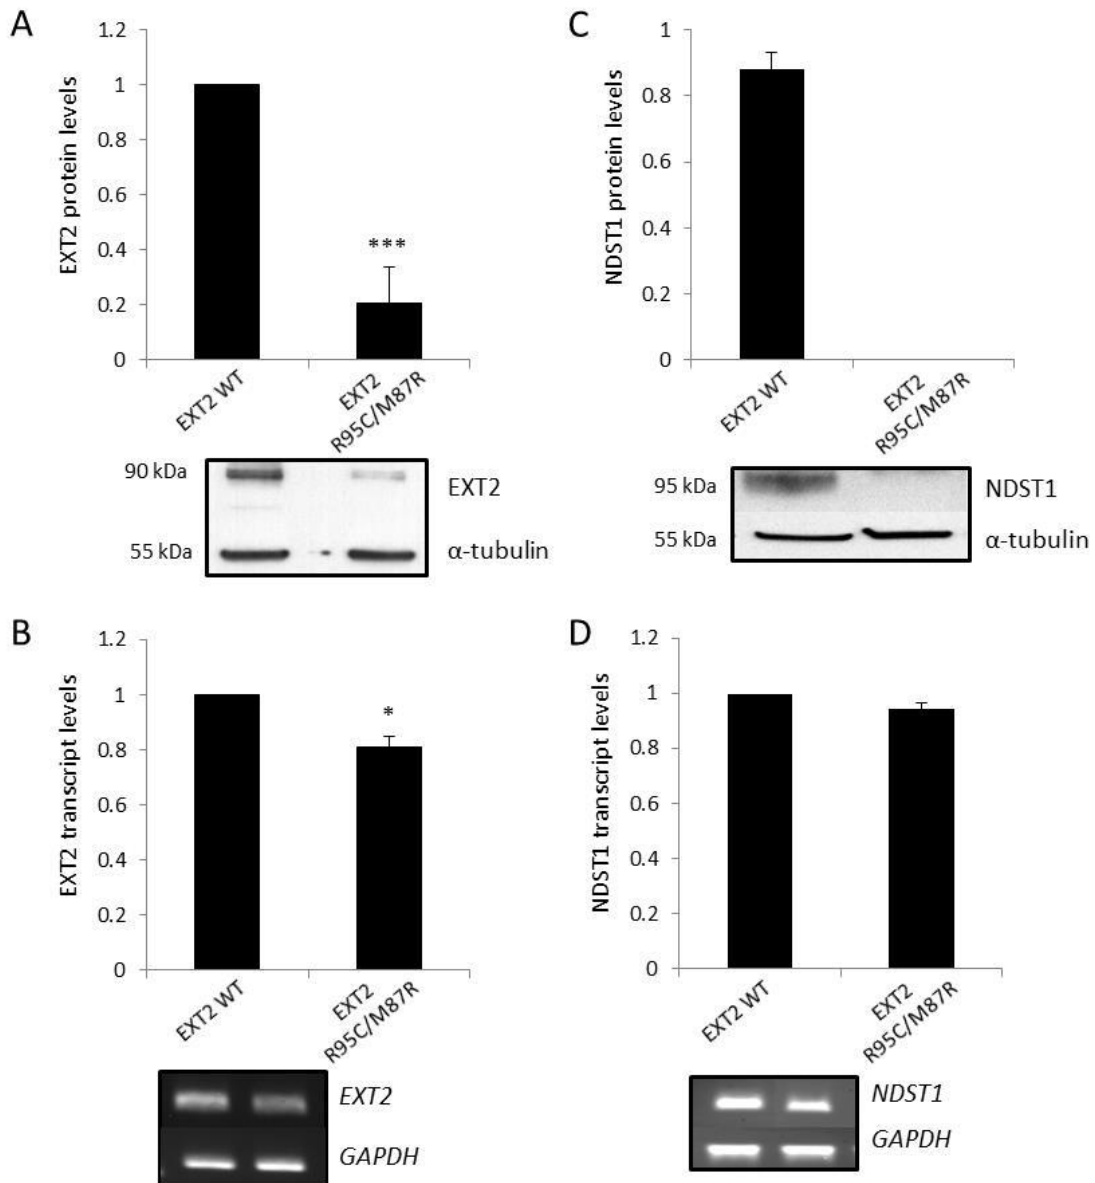 A
1.2
1
0.8
0.6
0.4
0.2
0
EXT2 protein levels
***
EXT2 WT
EXT2
R95C/M87R
90 kDa
EXT2
55 kDa
α-tubulin
C
1
0.8
0.6
0.4
0.2
0
NDST1 protein levels
EXT2 WT
EXT2
R95C/M87R
95 kDa
NDST1
55 kDa
α-tubulin
B
1.2
1
0.8
0.6
0.4
0.2
0
EXT2 transcript levels
*
EXT2 WT
EXT2
R95C/M87R
EXT2
GAPDH
D
1.2
1
0.8
0.6
0.4
0.2
0
NDST1 transcript levels
EXT2 WT
EXT2
R95C/M87R
NDST1
GAPDH